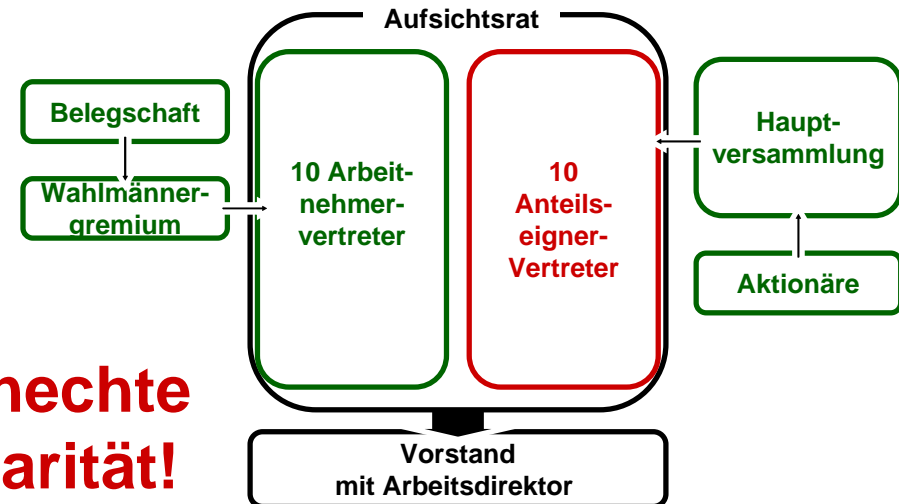 Aufsichtsrat
Belegschaft
Wahlmänner-
gremium
10 Arbeit-
nehmer-
vertreter
10
Anteils-
eigner-
Vertreter
Haupt-
versammlung
Aktionäre
nechte
arität!
Vorstand
mit Arbeitsdirektor